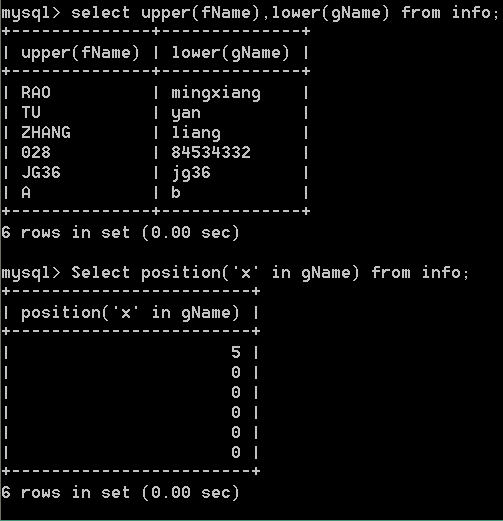 mysql> select upper(fName),lower(gName) from info;
+--------------+--------------+
| upper(fName) | lower(gName) |
+--------------+--------------+
| RAO          | mingxiang    |
| TU           | yan          |
| ZHANG        | liang        |
| 028          | 84534332     |
| JG36         | jg36         |
| A            | b            |
+--------------+--------------+
6 rows in set (0.00 sec)
mysql> Select position('x' in gName) from info;
+------------------------+
| position('x' in gName) |
+------------------------+
|                      5 |
|                      0 |
|                      0 |
|                      0 |
|                      0 |
|                      0 |
+------------------------+
6 rows in set (0.00 sec)